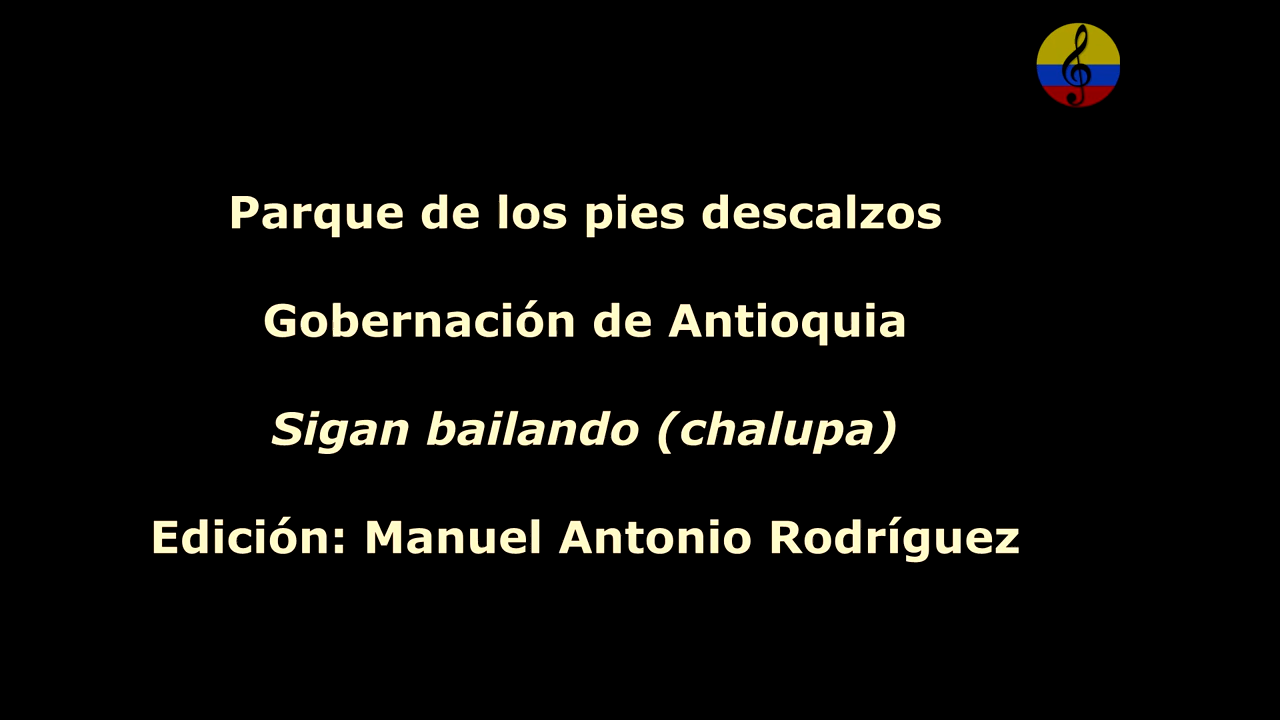 Parque de los pies descalzos
Gobernación de Antioquia
Sigan bailando (chalupa)
Edición: Manuel Antonio Rodríguez